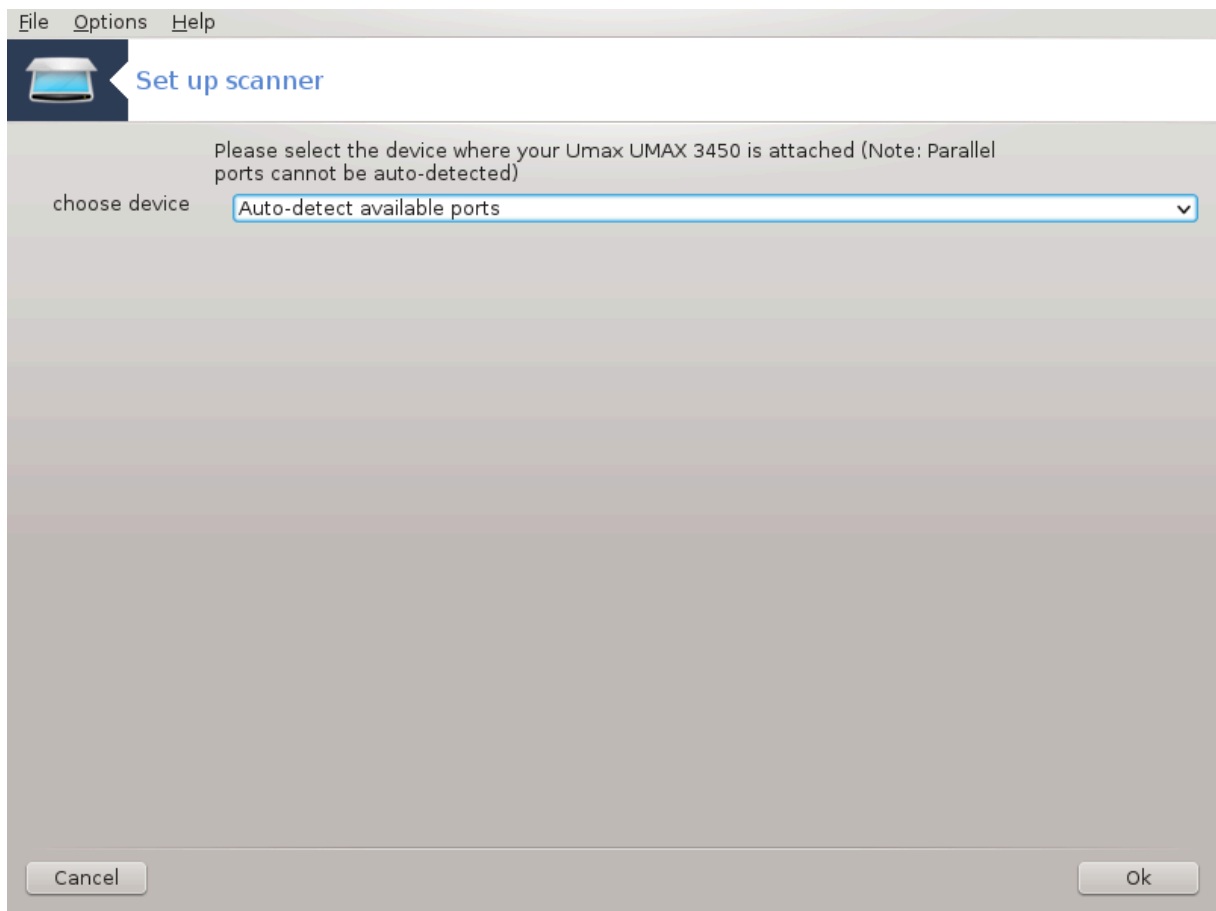 File Options Help
Set up scanner
Please select the device where your Umax UMAX 3450 is attached (Note: Parallel
ports cannot be auto-detected)
choose device Auto-detect available ports
Cancel Ok